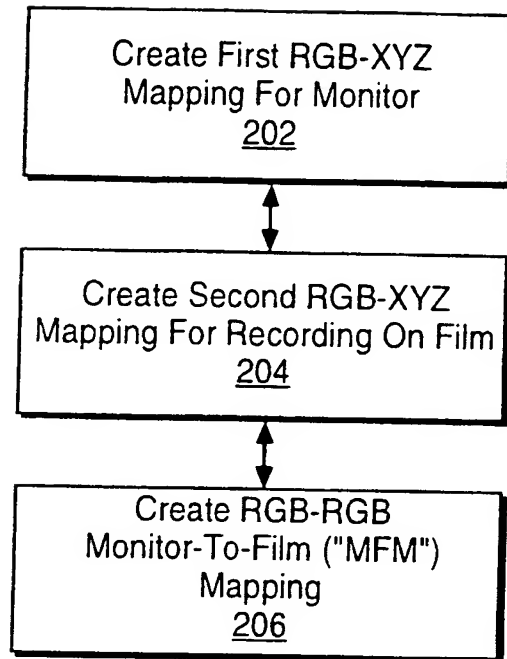 Create First RGB-XYZ
Mapping For Monitor
202
Create Second RGB-XYZ
Mapping For Recording On Film
204
Create RGB-RGB
Monitor-To-Film ("MFM")
Mapping
206